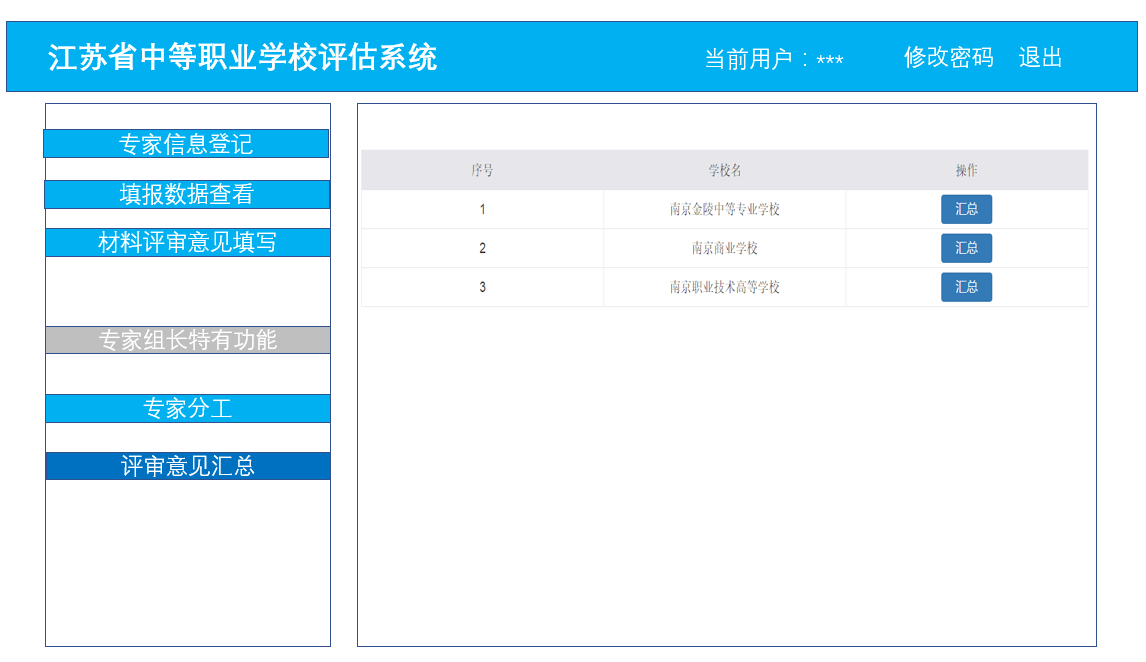 江苏省中等职业学校评估系统 当前用户：*** 修改密码 退出
专家信息登记
填报数据查看
材料评审意见填写
专家组长特有功能
专家分工
评审意见汇总
序号 学校名 操作
1 南京金陵中等专业学校 汇总
2 南京商业学校 汇总
3 南京职业技术高等学校 汇总